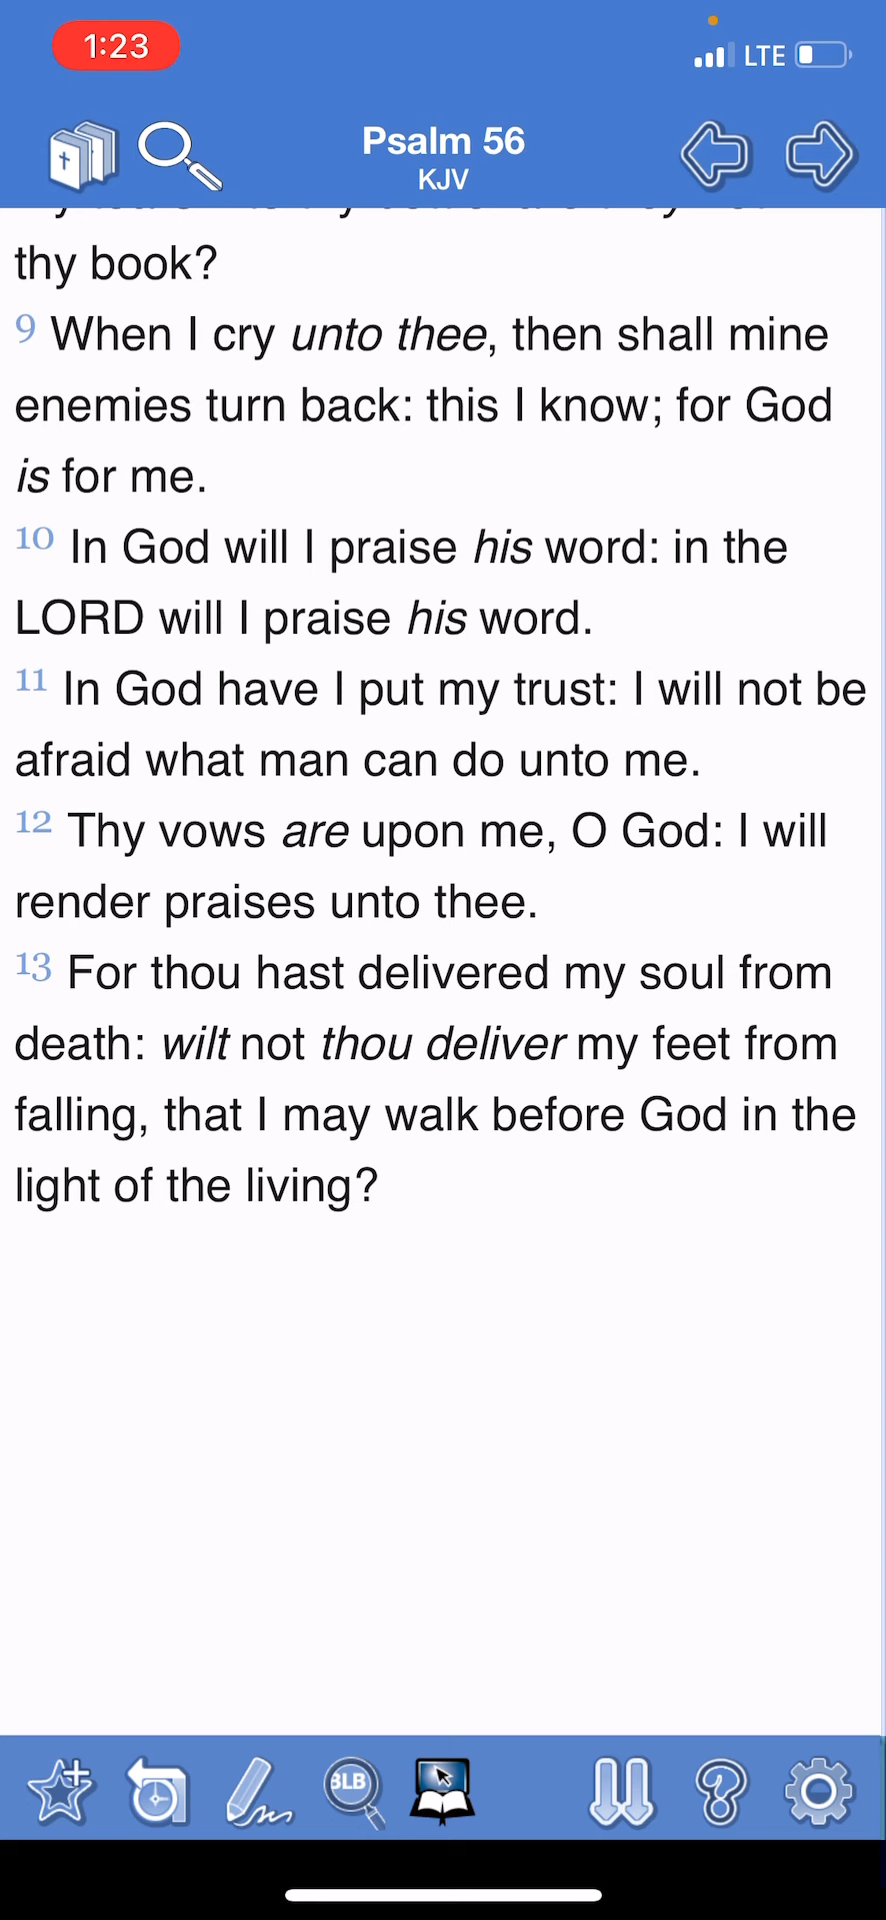 1:23
LTE
Psalm 56
KJV
thy book?
9 When I cry unto thee, then shall mine
enemies turn back: this I know; for God
is for me.
10 In God will I praise his word: in the
LORD will I praise his word.
11 In God have I put my trust: I will not be
afraid what man can do unto me.
12 Thy vows are upon me, O God: I will
render praises unto thee.
13 For thou hast delivered my soul from
death: wilt not thou deliver my feet from
falling, that I may walk before God in the
light of the living?
BLB